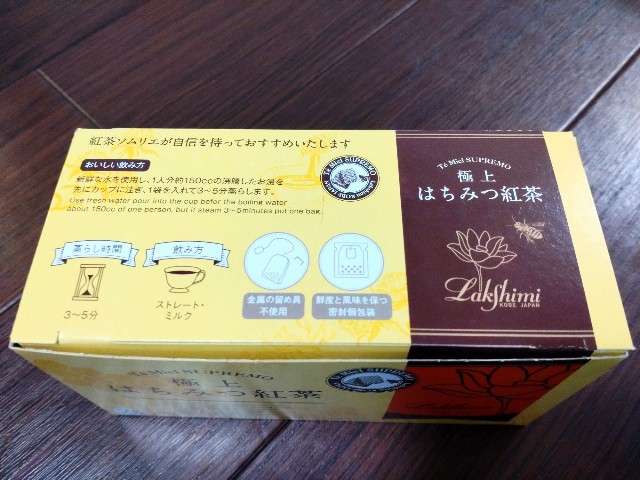 紅茶ソムリエが自信を持っておすすめいたします
おいしい飲み方
新鮮な水を使用し、1人分約150ccの沸騰したお湯を
先にカップに注ぎ、1袋を入れて3〜5分蒸らします。
Use fresh water pour into the cup befor the boiling water
about 150cc of one person, but it steam 3〜5minutes put one bag.
Té Miel SUPREMO
蒸らし時間
3〜5分
飲み方
ストレート・
ミルク
金属の留め具
不使用
鮮度と風味を保つ
密封個包装
Té Miel SUPREMO
極上
はちみつ紅茶
Lakshimi
KOBE JAPAN
Té Miel SUPREMO
極上
はちみつ紅茶
Lakshimi